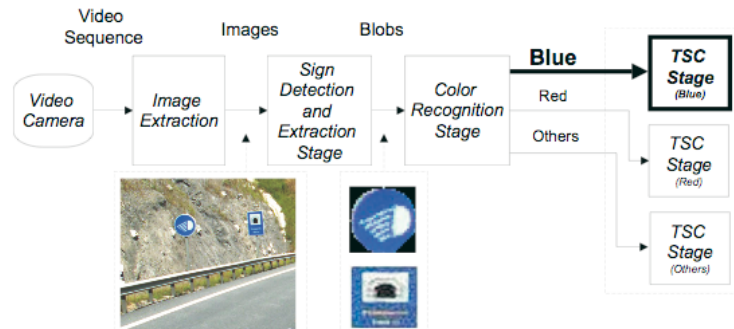 Video
Sequence
Images
Blobs
Video
Camera
Image
Extraction
Sign
Detection
and
Extraction
Stage
Color
Recognition
Stage
Blue
Red
Others
TSC
Stage
(Blue)
TSC
Stage
(Red)
TSC
Stage
(Others)